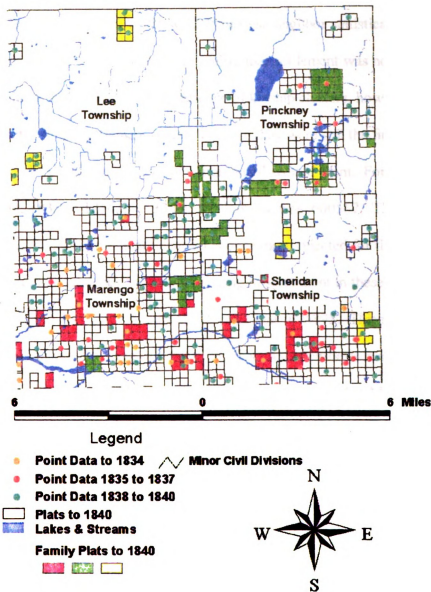 Lee
Township
Pinckney
Township
Marengo
Township
Sheridan
Township
6 0 6 Miles
Legend
Point Data to 1834
Minor Civil Divisions
Point Data 1835 to 1837
Point Data 1838 to 1840
Plats to 1840
Lakes & Streams
Family Plats to 1840
N
W E
S